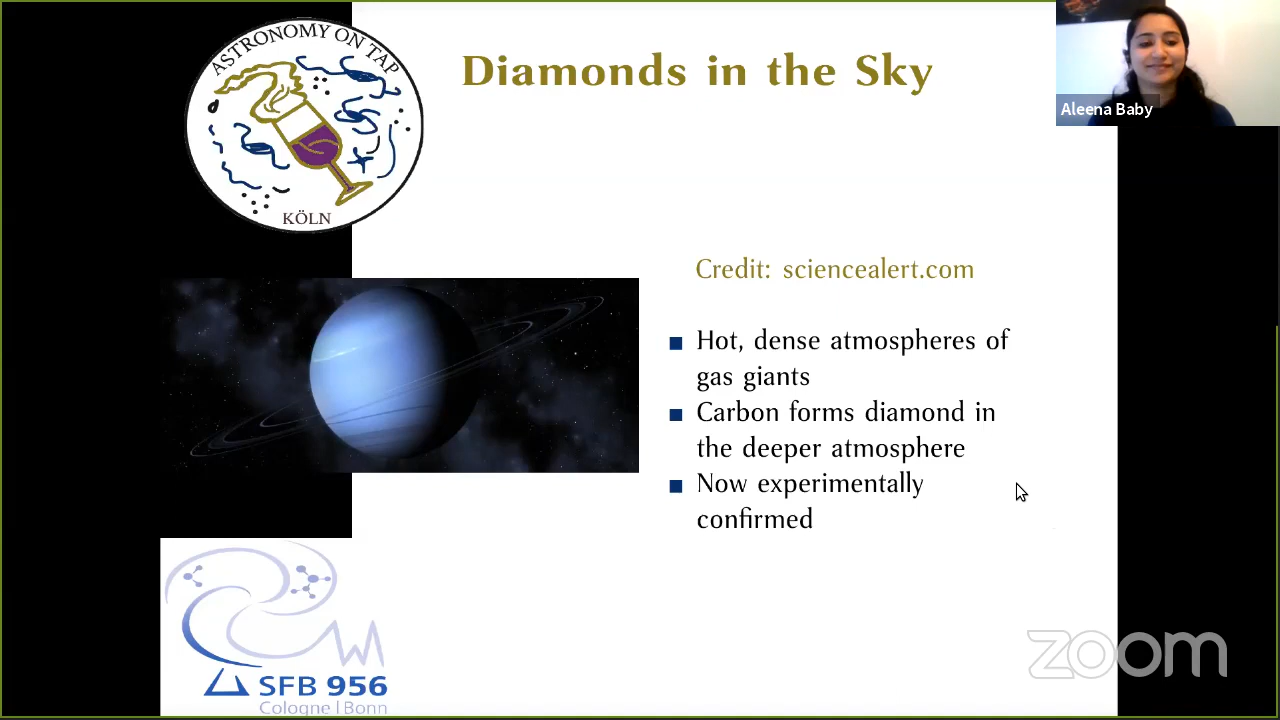 ASTRONOMY ON TAP
KÖLN
Diamonds in the Sky
Aleena Baby
Credit: sciencealert.com
Hot, dense atmospheres of
gas giants
Carbon forms diamond in
the deeper atmosphere
Now experimentally
confirmed
SFB 956
Cologne | Bonn
zoom